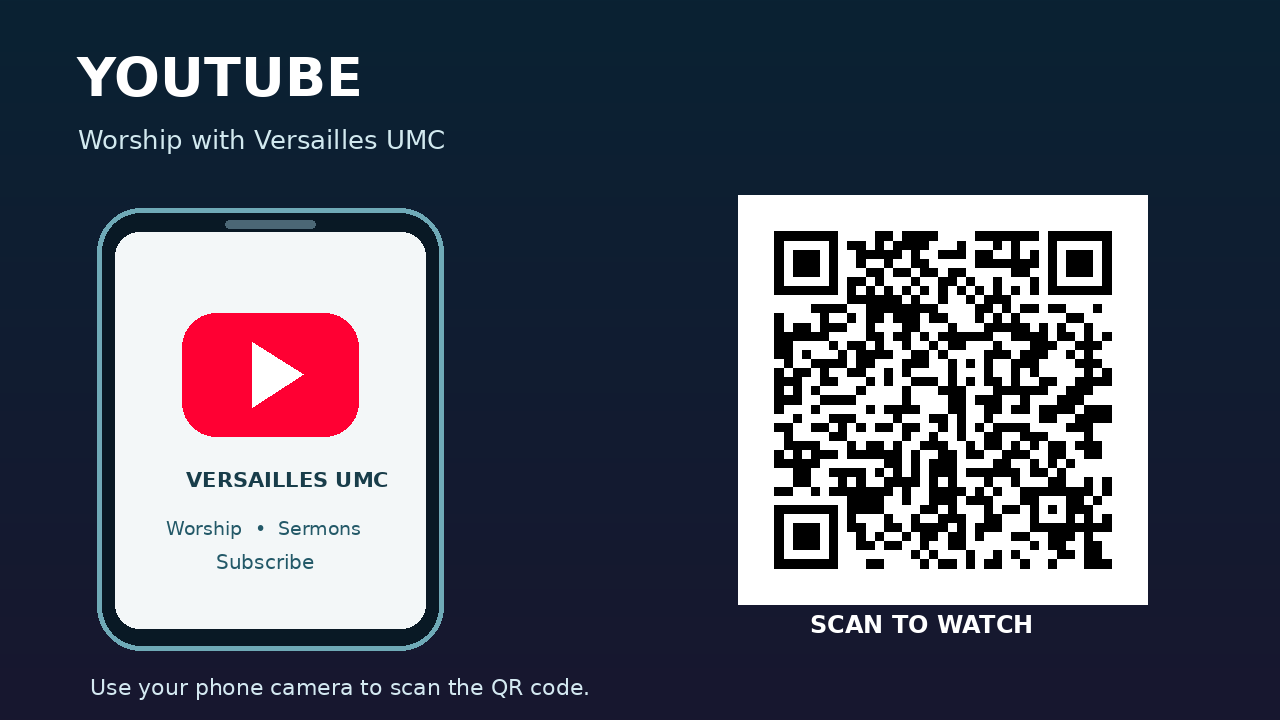 YOUTUBE
Worship with Versailles UMC
VERSAILLES UMC
Worship • Sermons
Subscribe
SCAN TO WATCH
Use your phone camera to scan the QR code.